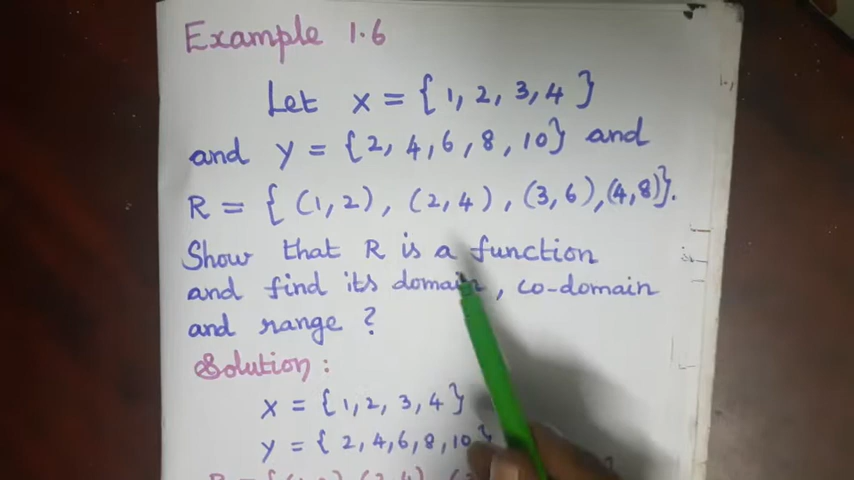 Example 1.6
Let x = { 1, 2, 3, 4 }
and y = {2, 4, 6, 8, 10} and
R = { (1, 2), (2, 4), (3, 6), (4, 8)}.
Show that R is a function
and find its domain, co-domain
and range ?
Solution:
x = {1, 2, 3, 4}
y = { 2, 4, 6, 8, 10}